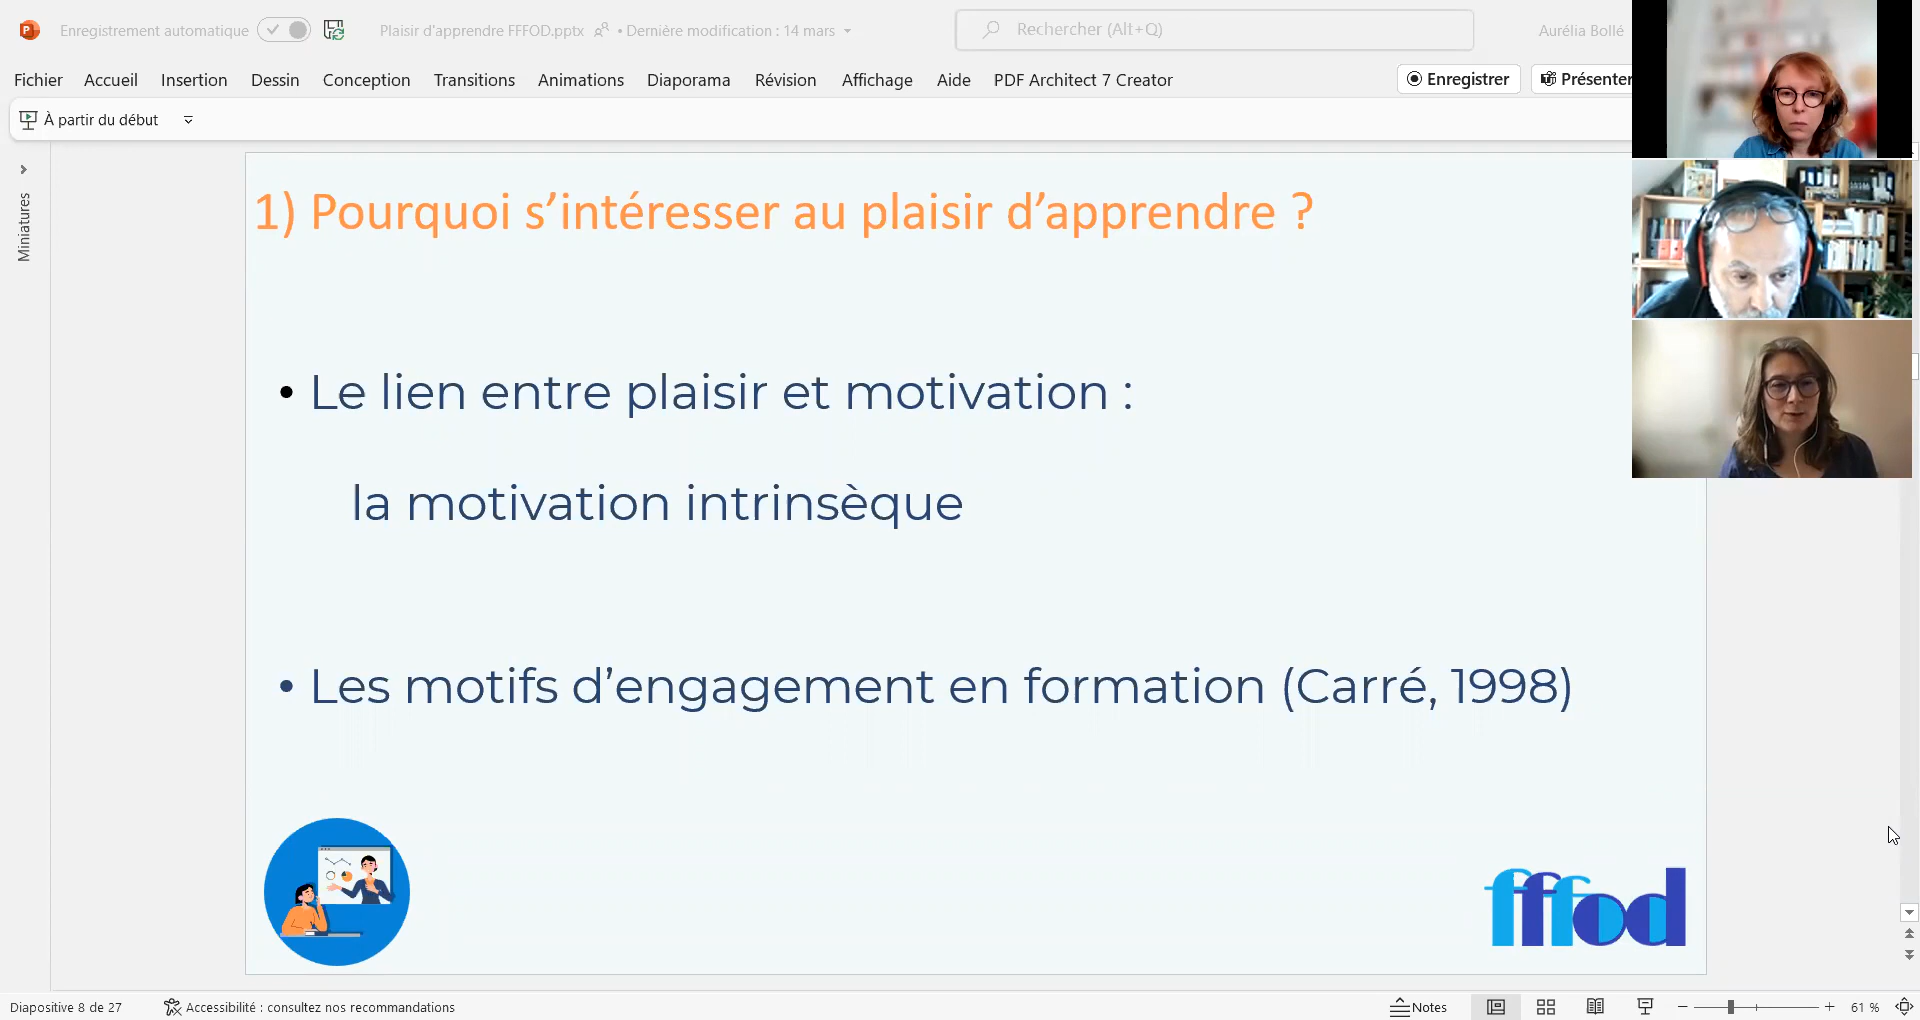 Enregistrement automatique
Plaisir d'apprendre FFFOD.pptx
• Dernière modification : 14 mars
Rechercher (Alt+Q)
Aurélia Bollé
Fichier Accueil Insertion Dessin Conception Transitions Animations Diaporama Révision Affichage Aide PDF Architect 7 Creator
Enregistrer
Présenter
À partir du début
Miniatures
1) Pourquoi s’intéresser au plaisir d’apprendre ?
• Le lien entre plaisir et motivation :
la motivation intrinsèque
• Les motifs d’engagement en formation (Carré, 1998)
fffod
Diapositive 8 de 27
Accessibilité : consultez nos recommandations
Notes
61 %